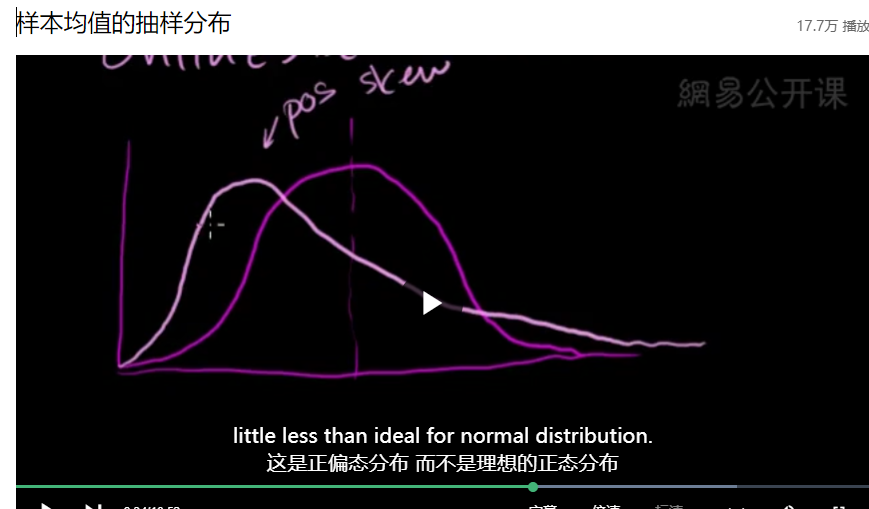 样本均值的抽样分布
17.7万 播放
網易公开课
pos skew
little less than ideal for normal distribution.
这是正偏态分布 而不是理想的正态分布